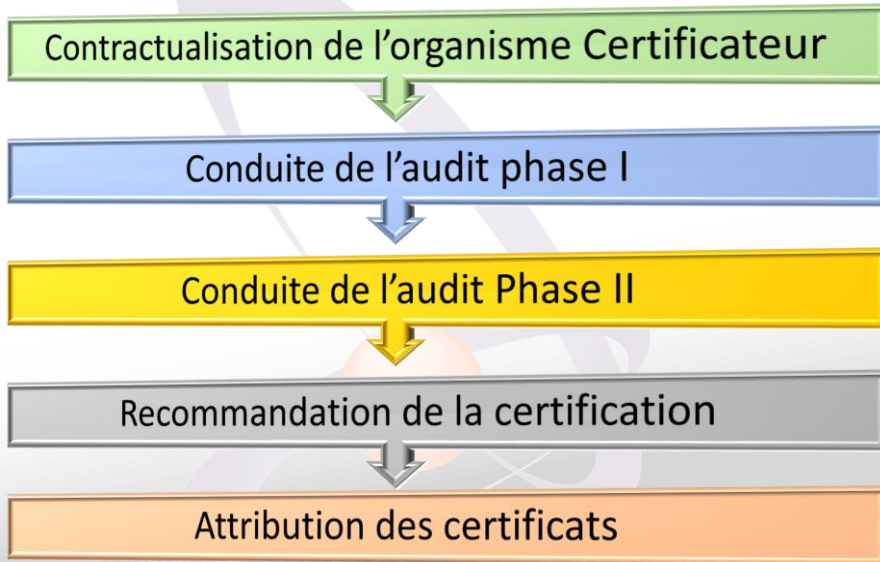 Contractualisation de l'organisme Certificateur
Conduite de l'audit phase I
Conduite de l'audit Phase II
Recommandation de la certification
Attribution des certificats